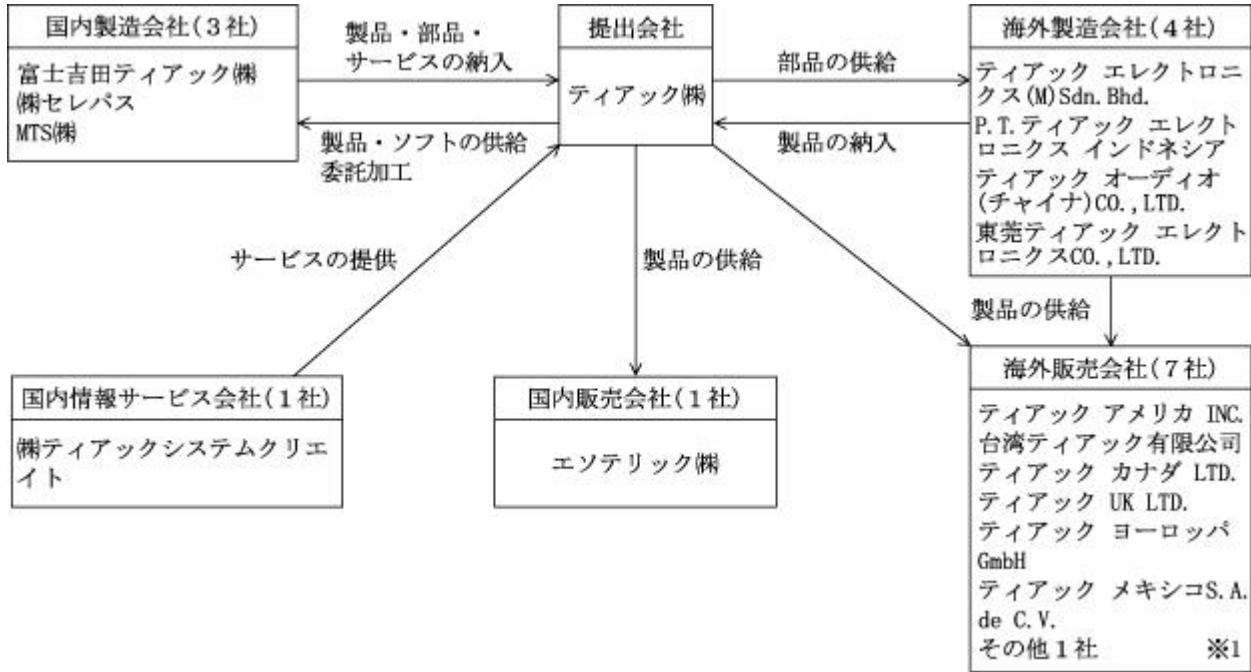 国内製造会社(3社)
富士吉田ティアック㈱
㈱セレパス
MTS㈱
製品・部品・
サービスの納入
製品・ソフトの供給
委託加工
提出会社
ティアック㈱
部品の供給
製品の納入
海外製造会社(4社)
ティアック エレクトロニ
クス(M)Sdn.Bhd.
P.T.ティアック エレクト
ロニクス インドネシア
ティアック オーディオ
(チャイナ)CO.,LTD.
東莞ティアック エレクト
ロニクスCO.,LTD.
サービスの提供
製品の供給
製品の供給
国内情報サービス会社(1社)
㈱ティアックシステムクリエ
イト
国内販売会社(1社)
エソテリック㈱
海外販売会社(7社)
ティアック アメリカ INC.
台湾ティアック有限公司
ティアック カナダ LTD.
ティアック UK LTD.
ティアック ヨーロッパ
GmbH
ティアック メキシコS.A.
de C.V.
その他1社 ※1